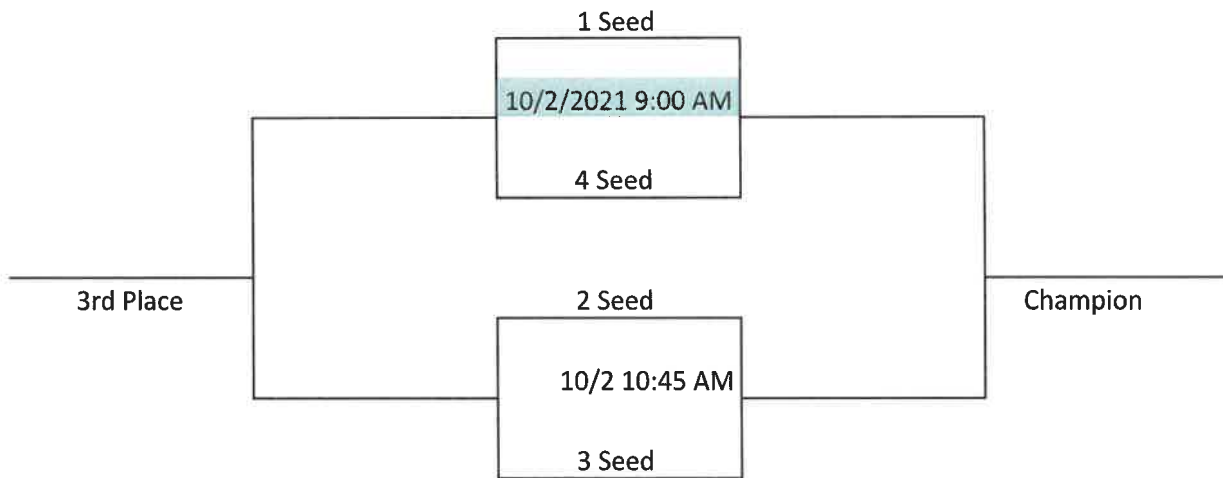 1 Seed
10/2/2021 9:00 AM
4 Seed
3rd Place
2 Seed
Champion
10/2 10:45 AM
3 Seed